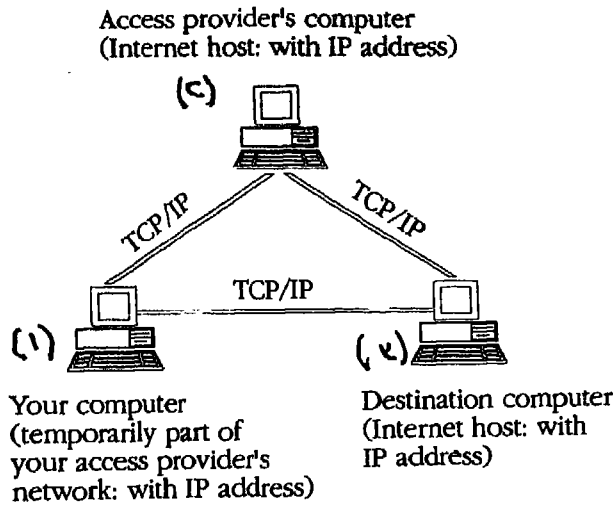 Access provider's computer
(Internet host: with IP address)
(c)
TCP/IP
TCP/IP
TCP/IP
(1)
Your computer
(temporarily part of
your access provider's
network: with IP address)
Destination computer
(Internet host: with
IP address)